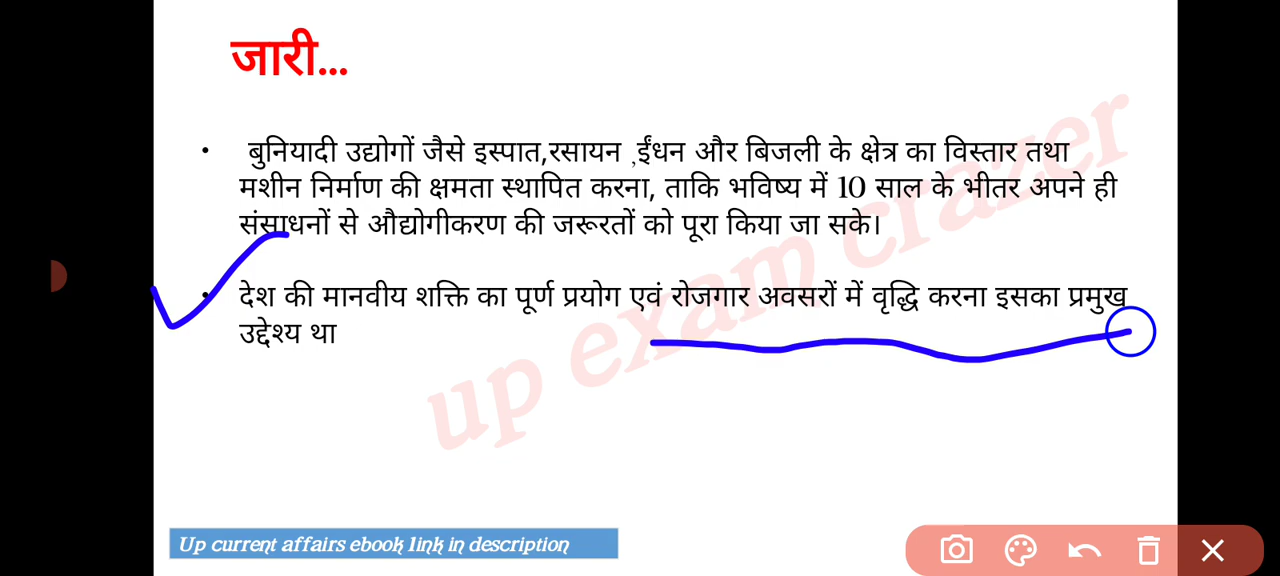 जारी...
• बुनियादी उद्योगों जैसे इस्पात,रसायन ,ईंधन और बिजली के क्षेत्र का विस्तार तथा
मशीन निर्माण की क्षमता स्थापित करना, ताकि भविष्य में 10 साल के भीतर अपने ही
संसाधनों से औद्योगीकरण की जरूरतों को पूरा किया जा सके।
• देश की मानवीय शक्ति का पूर्ण प्रयोग एवं रोजगार अवसरों में वृद्धि करना इसका प्रमुख
उद्देश्य था
up exam crazer
Up current affairs ebook link in description